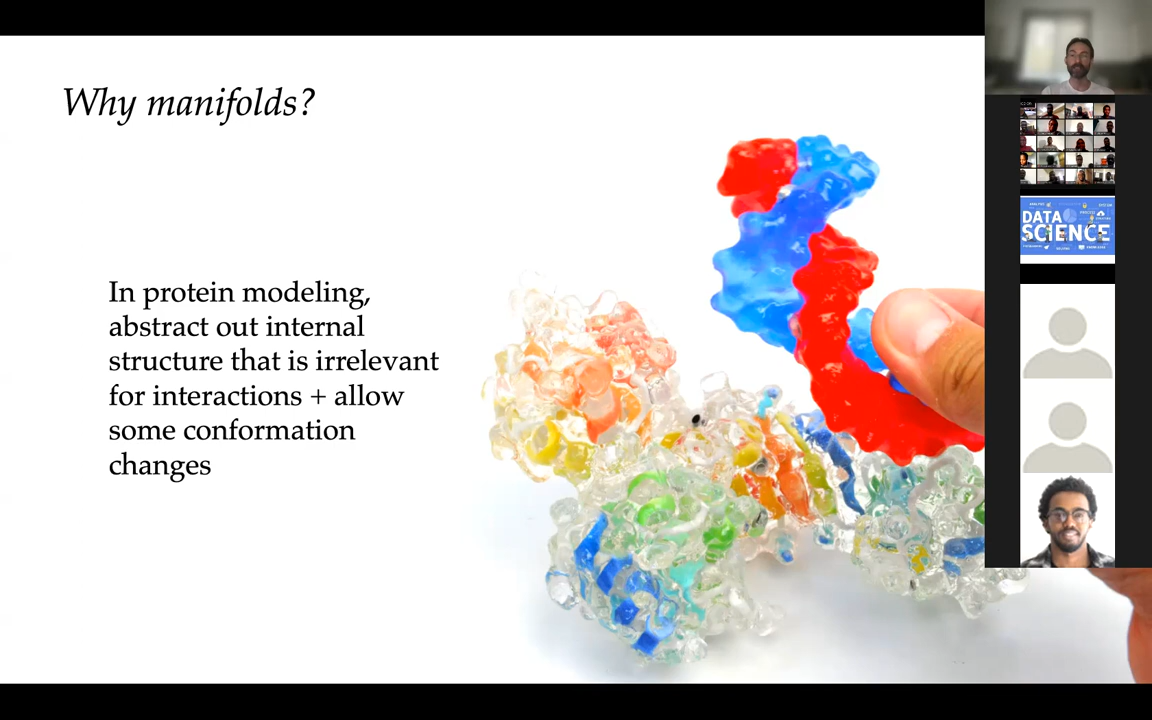 Why manifolds?
In protein modeling,
abstract out internal
structure that is irrelevant
for interactions + allow
some conformation
changes
DATA
SCIENCE